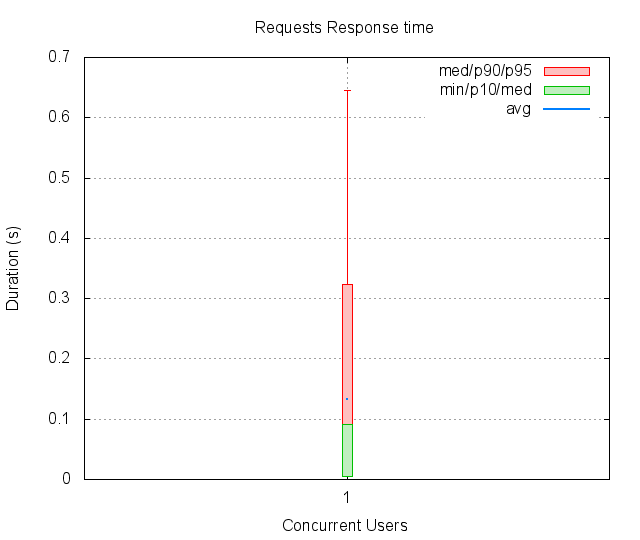 Requests Response time
0.7
0.6
0.5
0.4
0.3
0.2
0.1
0
Duration (s)
med/p90/p95
min/p10/med
avg
1
Concurrent Users